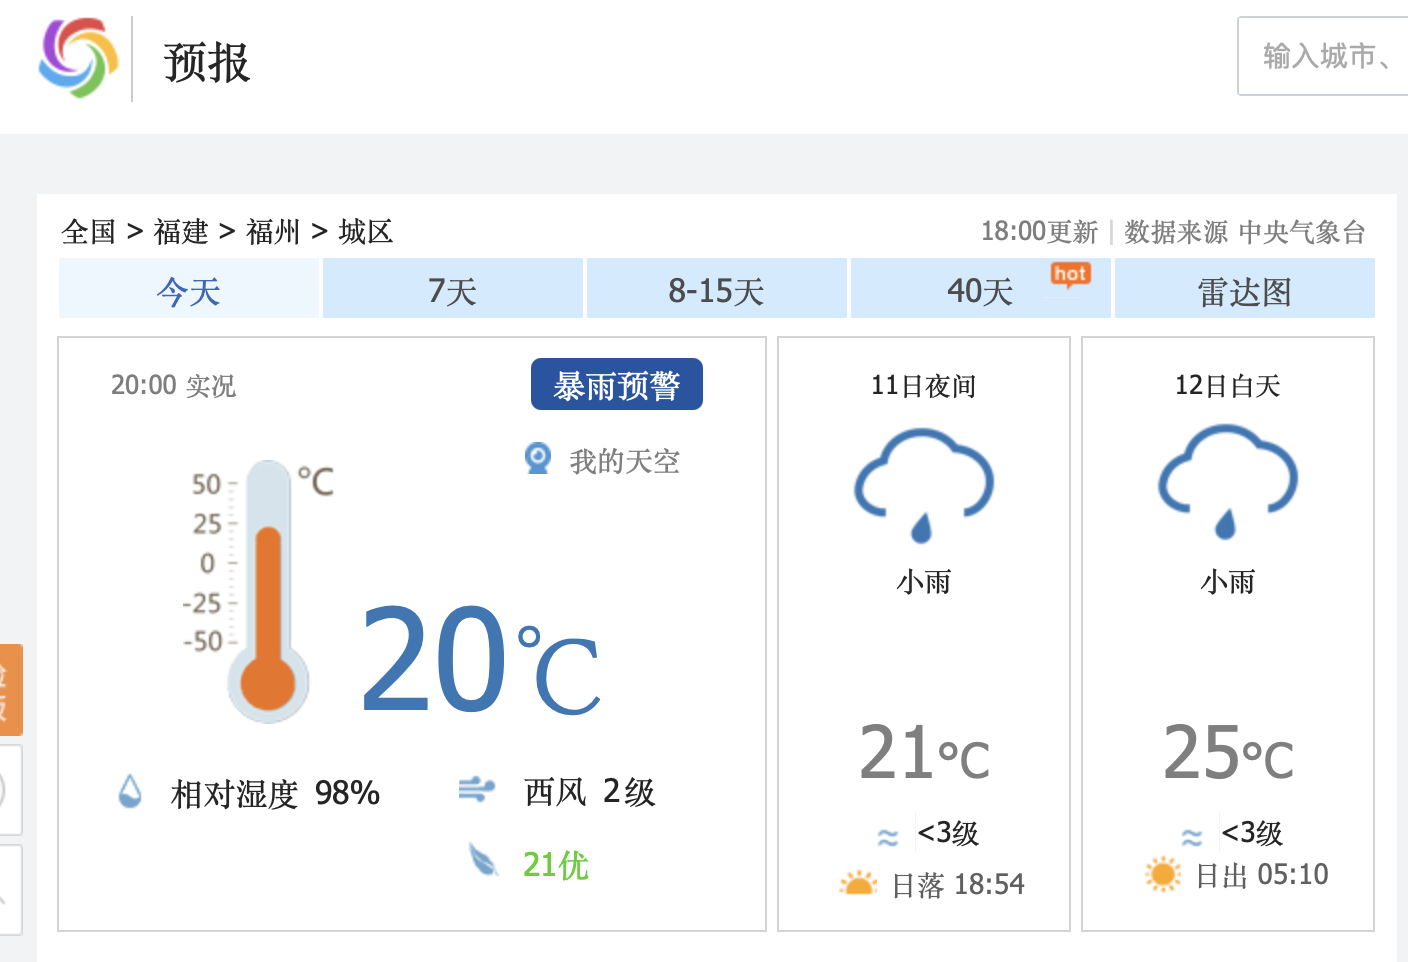 预报
输入城市、
全国 > 福建 > 福州 > 城区
18:00更新 | 数据来源 中央气象台
今天
7天
8-15天
40天
hot
雷达图
20:00 实况
暴雨预警
我的天空
°C
50
25
0
-25
-50
20℃
相对湿度 98%
西风 2级
21优
11日夜间
小雨
21°C
<3级
日落 18:54
12日白天
小雨
25°C
<3级
日出 05:10